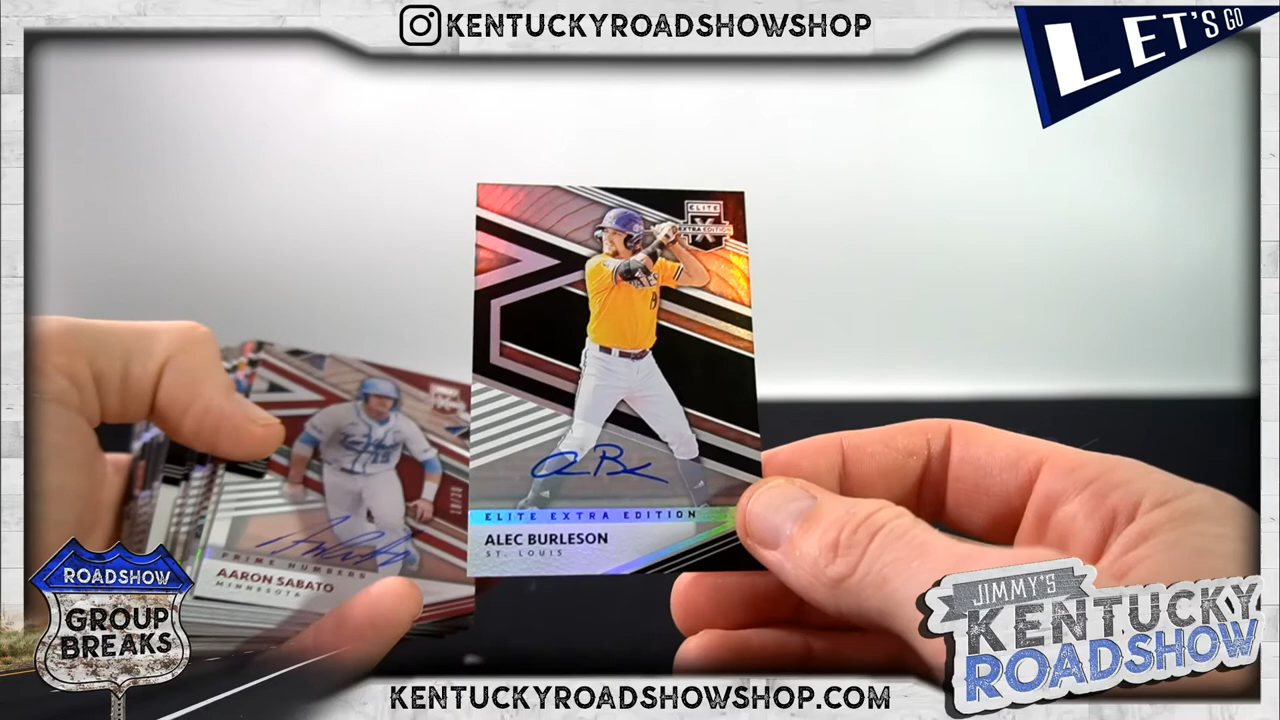 KENTUCKYROADSHOWSHOP
LET'S GO
ELITE
X
EXTRA EDITION
ELITE EXTRA EDITION
ALEC BURLESON
ST. LOUIS
PRIME NUMBERS
AARON SABATO
MINNESOTA
ROADSHOW
GROUP
BREAKS
JIMMY'S
KENTUCKY
ROADSHOW
KENTUCKYROADSHOWSHOP.COM